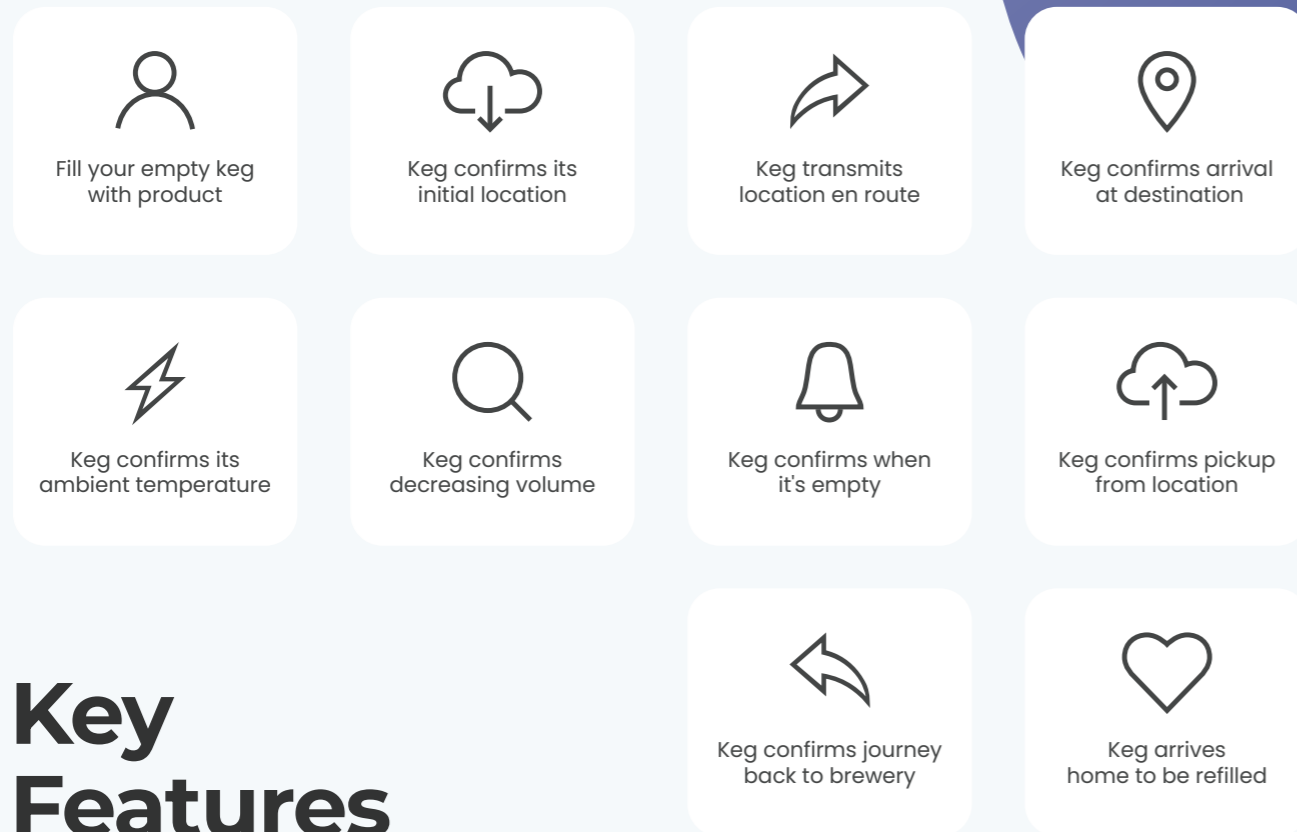 Fill your empty keg
with product
Keg confirms its
initial location
Keg transmits
location en route
Keg confirms arrival
at destination
Keg confirms its
ambient temperature
Keg confirms
decreasing volume
Keg confirms when
it's empty
Keg confirms pickup
from location
Keg confirms journey
back to brewery
Keg arrives
home to be refilled
Key
Features